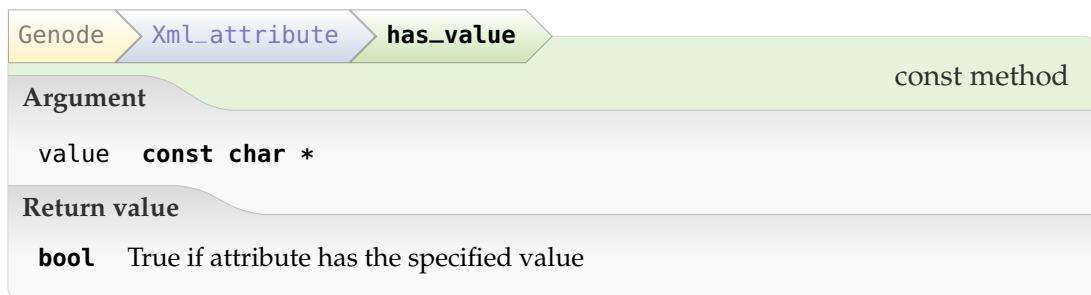 Genode Xml_attribute has_value
const method
Argument
value const char *
Return value
bool True if attribute has the specified value